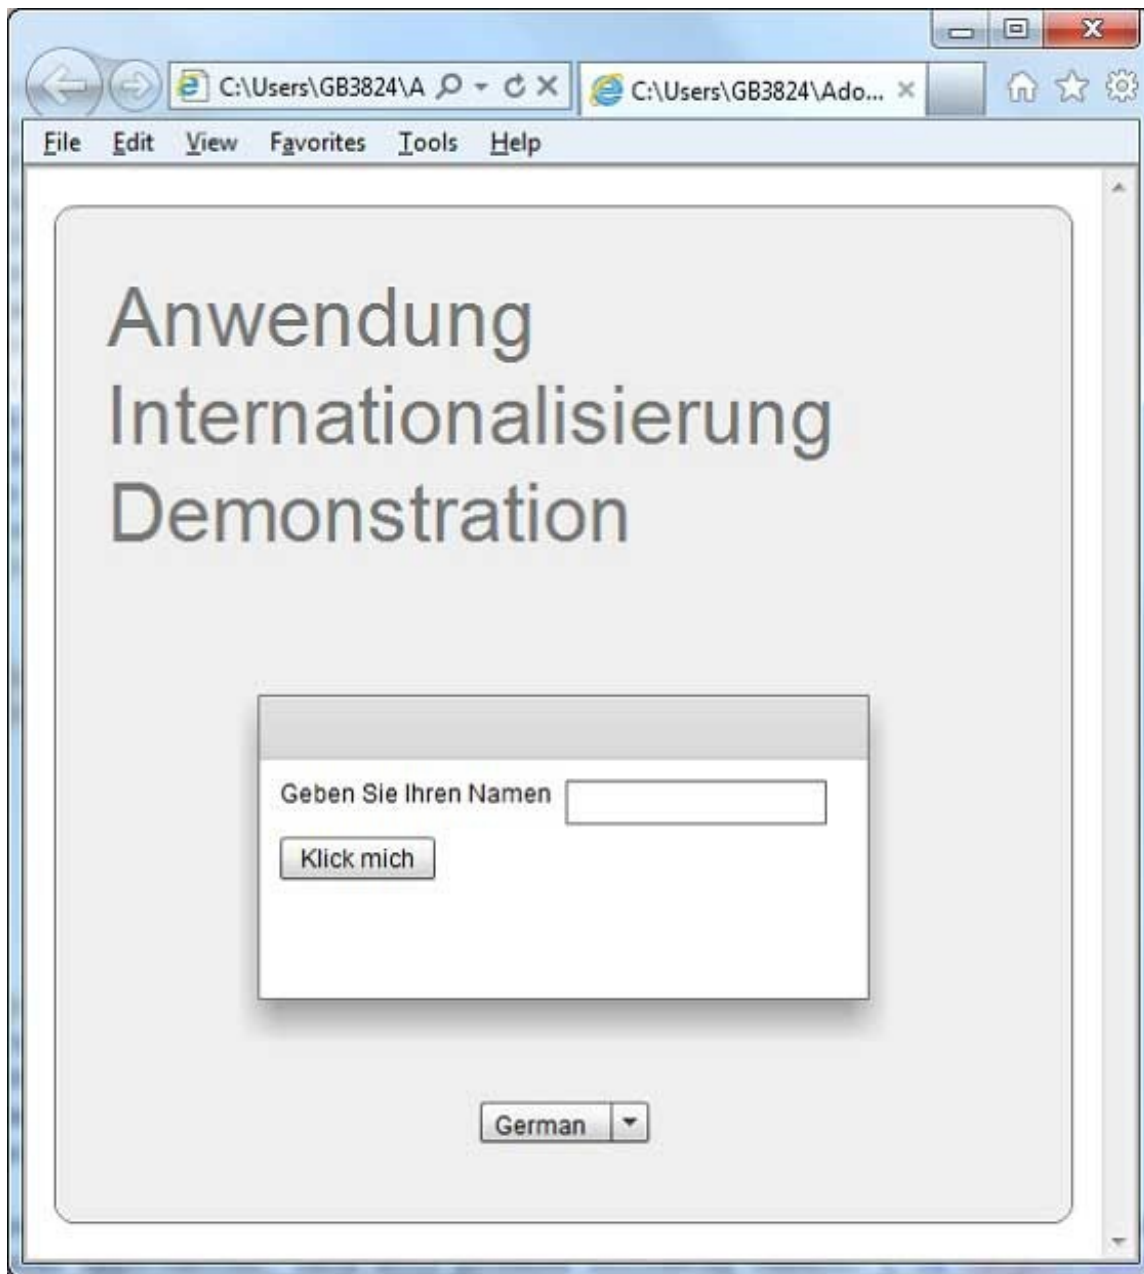 C:\Users\GB3824\A
C:\Users\GB3824\Ado...
File Edit View Favorites Tools Help
Anwendung
Internationalisierung
Demonstration
Geben Sie Ihren Namen
Klick mich
German